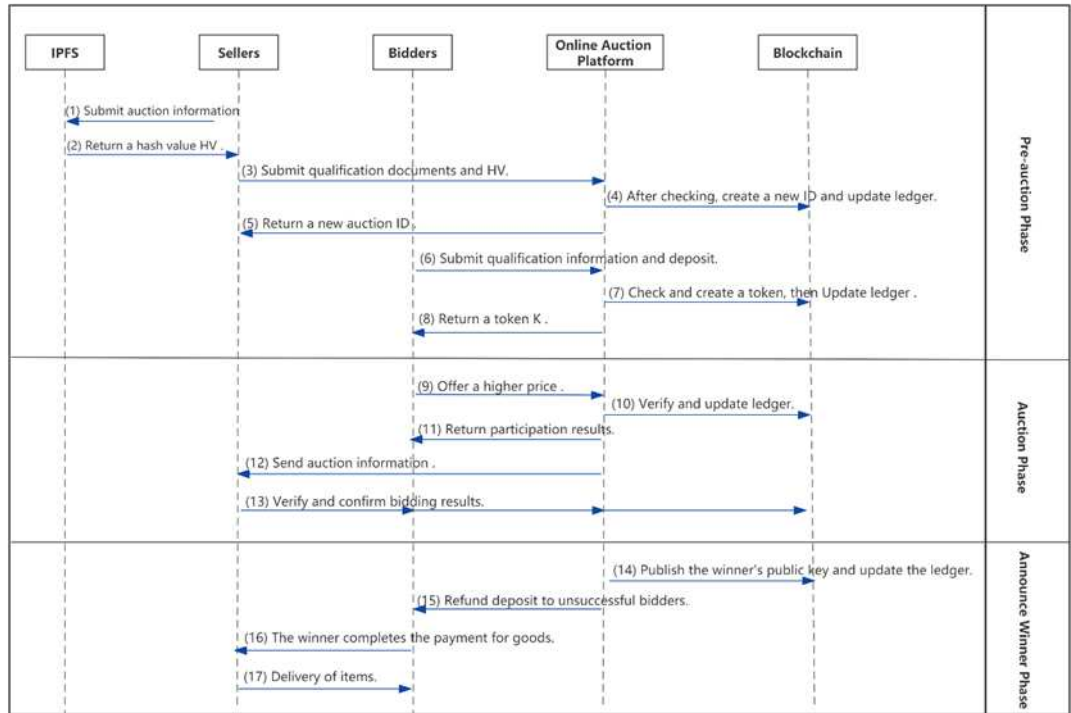 IPFS
Sellers
Bidders
Online Auction
Platform
Blockchain
(1) Submit auction information
(2) Return a hash value HV .
(3) Submit qualification documents and HV.
(4) After checking, create a new ID and update ledger.
(5) Return a new auction ID .
(6) Submit qualification information and deposit.
(7) Check and create a token, then Update ledger .
(8) Return a token K .
Pre-auction Phase
(9) Offer a higher price .
(10) Verify and update ledger.
(11) Return participation results.
(12) Send auction information .
(13) Verify and confirm bidding results.
Auction Phase
(14) Publish the winner's public key and update the ledger.
(15) Refund deposit to unsuccessful bidders.
(16) The winner completes the payment for goods.
(17) Delivery of items.
Announce Winner Phase